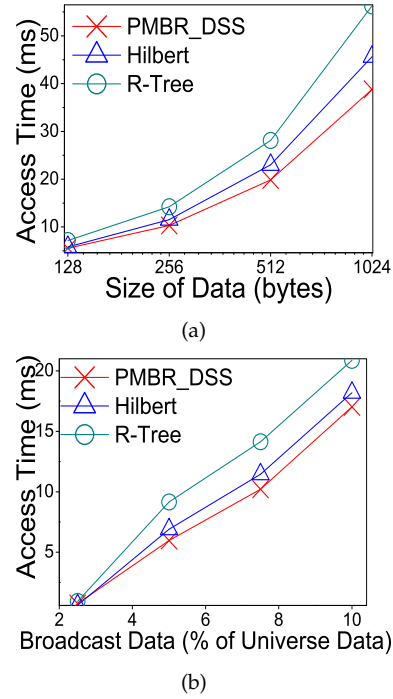 PMBR_DSS
Hilbert
R-Tree
Access Time (ms)
50
40
30
20
10
128 256 512 1024
Size of Data (bytes)
(a)
PMBR_DSS
Hilbert
R-Tree
Access Time (ms)
20
15
10
5
2 4 6 8 10
Broadcast Data (% of Universe Data)
(b)